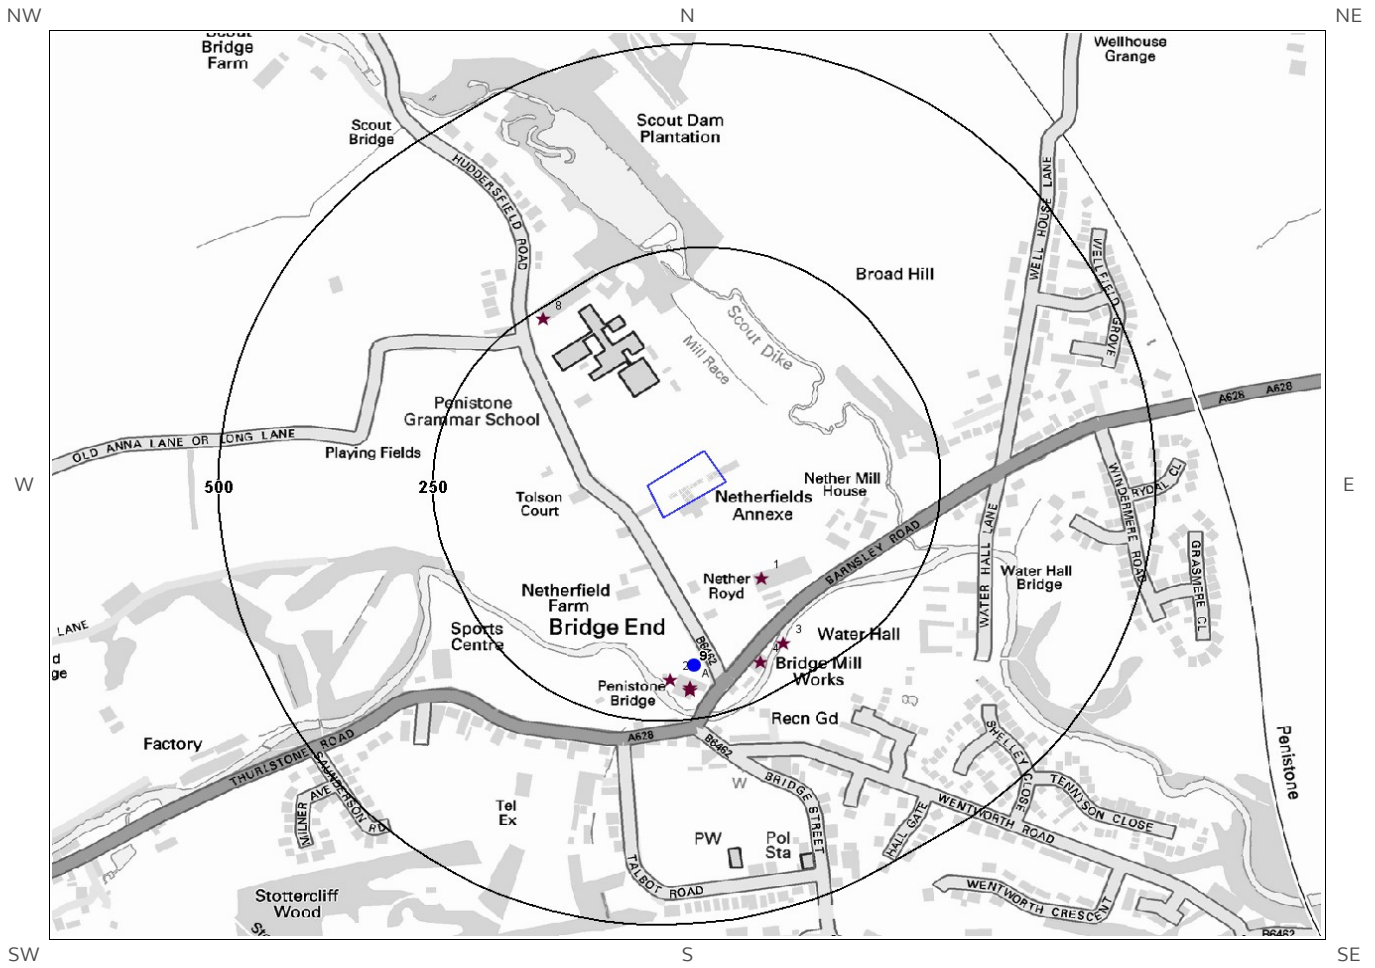 NW
N
NE
Scout
Bridge
Farm
Wellhouse
Grange
Scout Dam
Plantation
Scout
Bridge
HUDDERSFIELD ROAD
WELL HOUSE LANE
WELLFIELD GROVE
Broad Hill
8
Scout Dike
Mill Race
A628
A628
Penistone
Grammar School
OLD ANNA LANE OR LONG LANE
Playing Fields
W
500
250
E
Nether Mill
House
Tolson
Court
Netherfields
Annexe
WINDERMERE ROAD
RYDAL CL
GRASMERE CL
BARNSLEY ROAD
WATER HALL LANE
Water Hall
Bridge
Nether
Royd
1
Netherfield
Farm
Bridge End
LANE
Sports
Centre
B6462
3
Water Hall
d
ge
9
2
A
4
Bridge Mill
Works
Penistone
Bridge
Recn Gd
Factory
THURLSTONE ROAD
A628
B6462
SHELLEY CLOSE
TENNYSON CLOSE
Penistone
W
BRIDGE STREET
MILNER AVE
SAUNDERSON RD
Tel
Ex
WENTWORTH ROAD
HALL GATE
PW
Pol
Sta
TALBOT ROAD
WENTWORTH CRESCENT
Stottercliff
Wood
Sto
B6462
SW
S
SE